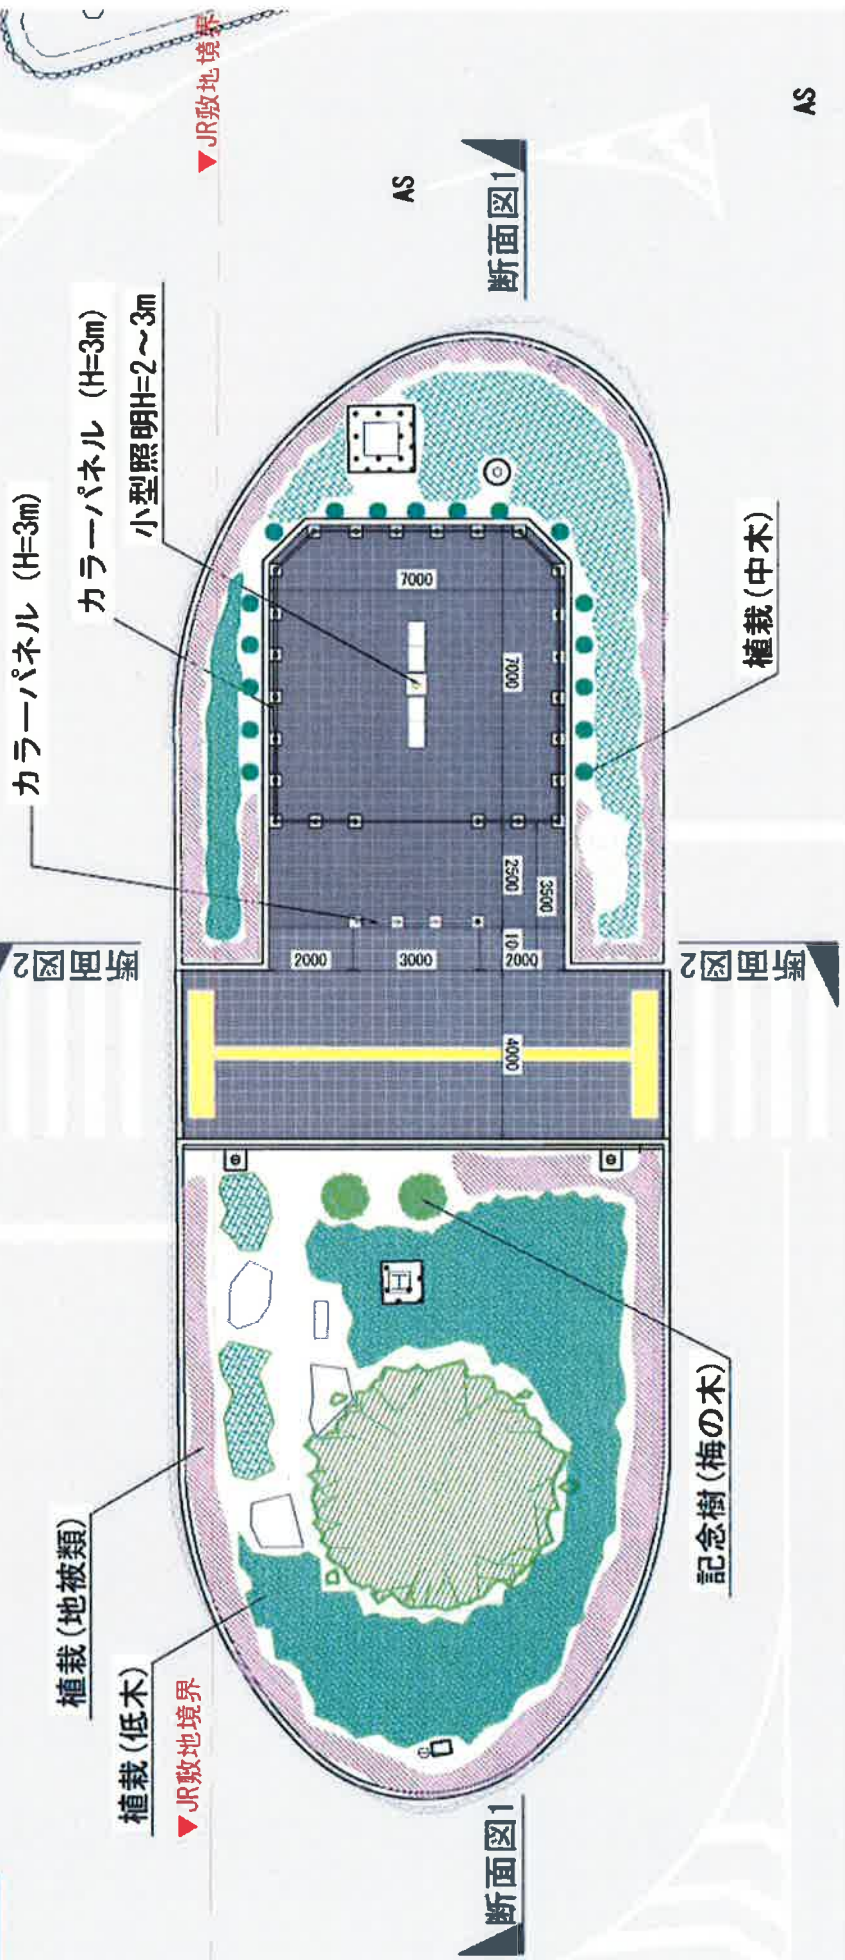 カラーパネル (H=3m)
カラーパネル (H=3m)
小型照明H=2～3m
▼JR敷地境界
AS
AS
断面図1
断面図2
断面図2
7000
7000
2500
3500
10
2000
3000
2000
4000
植栽(中木)
植栽(地被類)
植栽(低木)
▼JR敷地境界
記念樹(梅の木)
断面図1